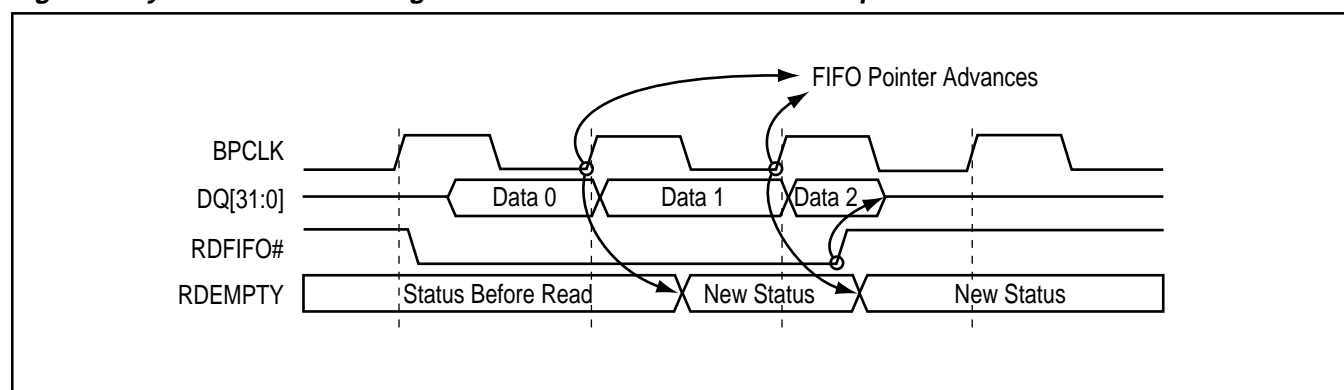 FIFO Pointer Advances
BPCLK
DQ[31:0] Data 0 Data 1 Data 2
RDFIFO#
RDEMPTY Status Before Read New Status New Status